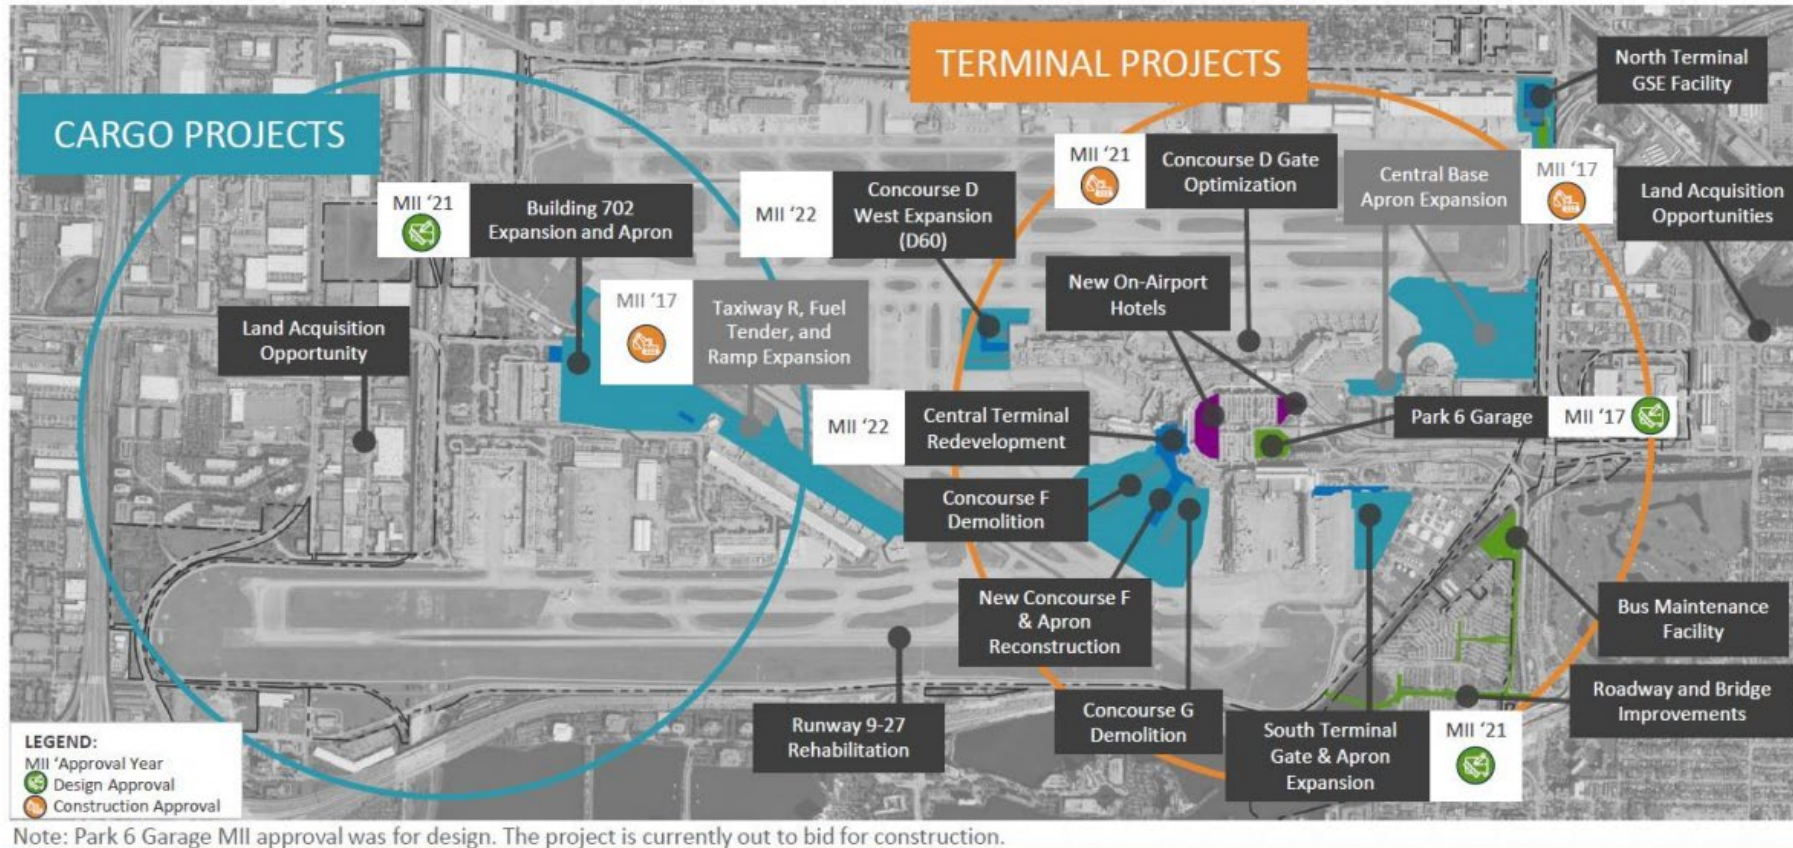 CARGO PROJECTS
TERMINAL PROJECTS
North Terminal
GSE Facility
MII '21
Building 702
Expansion and Apron
MII '22
Concourse D
West Expansion
(D60)
MII '21
Concourse D Gate
Optimization
Central Base
Apron Expansion
MII '17
Land Acquisition
Opportunities
New On-Airport
Hotels
Land Acquisition
Opportunity
MII '17
Taxiway R, Fuel
Tender, and
Ramp Expansion
MII '22
Central Terminal
Redevelopment
Park 6 Garage
MII '17
Concourse F
Demolition
New Concourse F
& Apron
Reconstruction
Bus Maintenance
Facility
Runway 9-27
Rehabilitation
Concourse G
Demolition
South Terminal
Gate & Apron
Expansion
MII '21
Roadway and Bridge
Improvements
LEGEND:
MII 'Approval Year
Design Approval
Construction Approval
Note: Park 6 Garage MII approval was for design. The project is currently out to bid for construction.